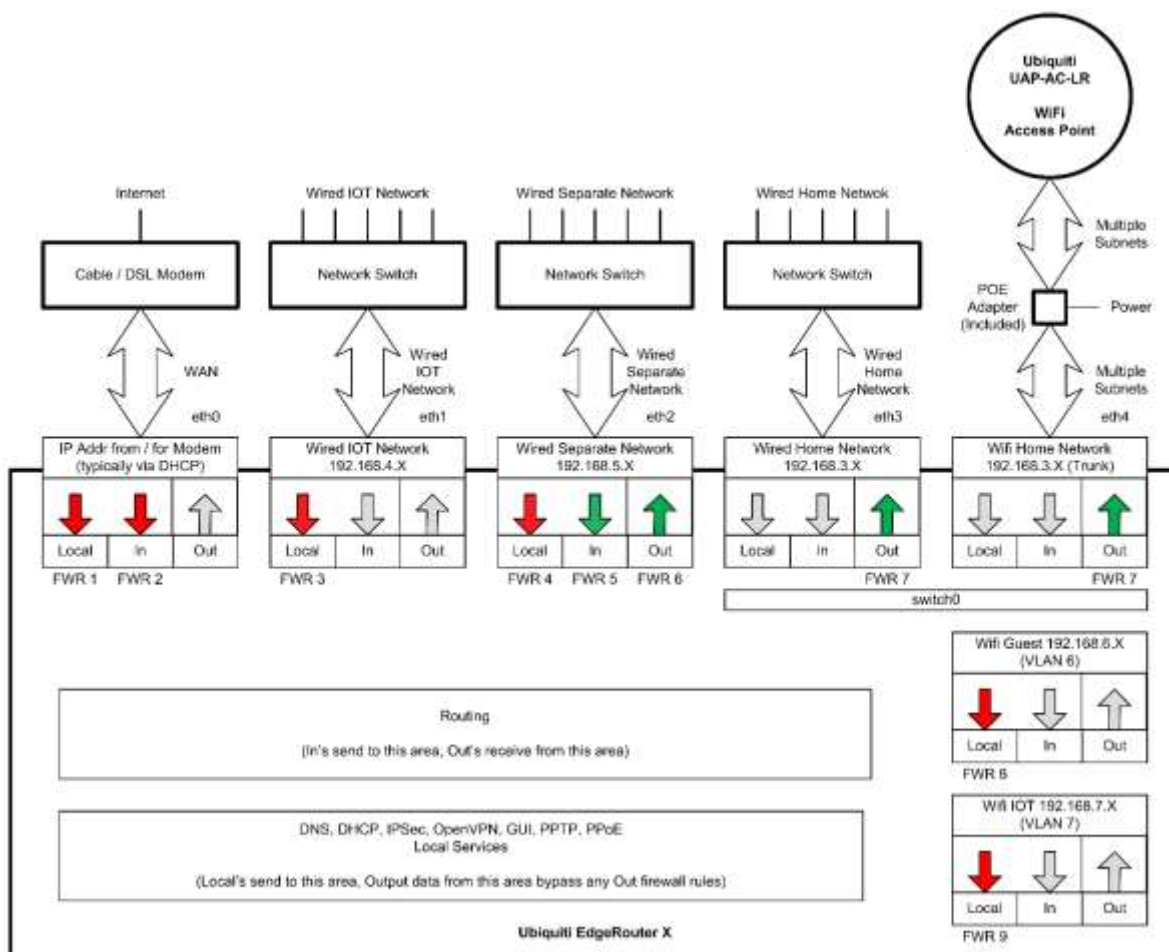 Ubiquiti
UAP-AC-LR
WiFi
Access Point
Internet
Wired IOT Network
Wired Separate Network
Wired Home Netwok
Multiple
Subnets
Cable / DSL Modem
Network Switch
Network Switch
Network Switch
POE
Adapter
(Included)
Power
WAN
Wired
IOT
Network
Wired
Separate
Network
Wired
Home
Network
Multiple
Subnets
eth0
eth1
eth2
eth3
eth4
IP Addr from / for Modem
(typically via DHCP)
Wired IOT Network
192.168.4.X
Wired Separate Network
192.168.5.X
Wired Home Network
192.168.3.X
Wifi Home Network
192.168.3.X (Trunk)
Local In Out
Local In Out
Local In Out
Local In Out
Local In Out
FWR 1 FWR 2
FWR 3
FWR 4 FWR 5 FWR 6
FWR 7
FWR 7
switch0
Wifi Guest 192.168.6.X
(VLAN 6)
Local In Out
FWR 8
Routing
(In's send to this area, Out's receive from this area)
Wifi IOT 192.168.7.X
(VLAN 7)
Local In Out
FWR 9
DNS, DHCP, IPSec, OpenVPN, GUI, PPTP, PPoE
Local Services
(Local's send to this area, Output data from this area bypass any Out firewall rules)
Ubiquiti EdgeRouter X